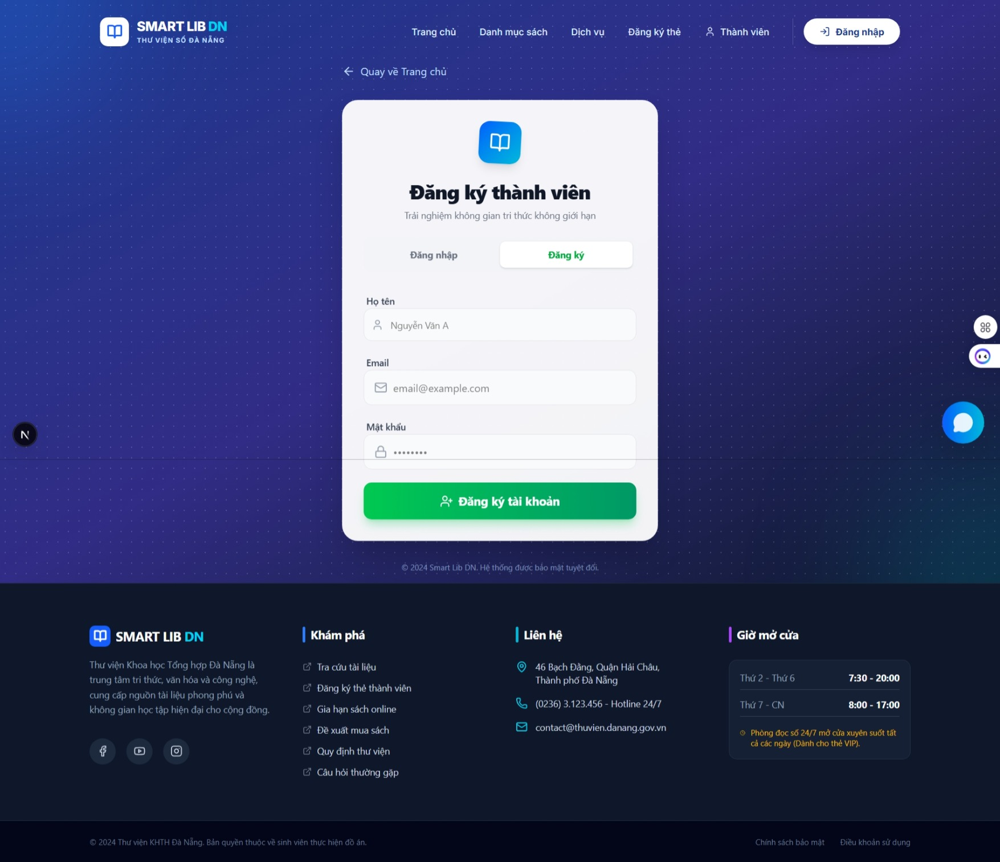 SMART LIB DN
THƯ VIỆN SỐ ĐÀ NẴNG
Trang chủ
Danh mục sách
Dịch vụ
Đăng ký thẻ
Thành viên
Đăng nhập
Quay về Trang chủ
Đăng ký thành viên
Trải nghiệm không gian tri thức không giới hạn
Đăng nhập
Đăng ký
Họ tên
Nguyễn Văn A
Email
email@example.com
Mật khẩu
••••••••
Đăng ký tài khoản
N
© 2024 Smart Lib DN. Hệ thống được bảo mật tuyệt đối.
SMART LIB DN
Thư viện Khoa học Tổng hợp Đà Nẵng là
trung tâm tri thức, văn hóa và công nghệ,
cung cấp nguồn tài liệu phong phú và
không gian học tập hiện đại cho cộng đồng.
Khám phá
Tra cứu tài liệu
Đăng ký thẻ thành viên
Gia hạn sách online
Đề xuất mua sách
Quy định thư viện
Câu hỏi thường gặp
Liên hệ
46 Bạch Đằng, Quận Hải Châu,
Thành phố Đà Nẵng
(0236) 3.123.456 - Hotline 24/7
contact@thuvien.danang.gov.vn
Giờ mở cửa
Thứ 2 - Thứ 6 7:30 - 20:00
Thứ 7 - CN 8:00 - 17:00
Phòng đọc số 24/7 mở cửa xuyên suốt tất
cả các ngày (Dành cho thẻ VIP).
© 2024 Thư viện KHTH Đà Nẵng. Bản quyền thuộc về sinh viên thực hiện đồ án.
Chính sách bảo mật
Điều khoản sử dụng